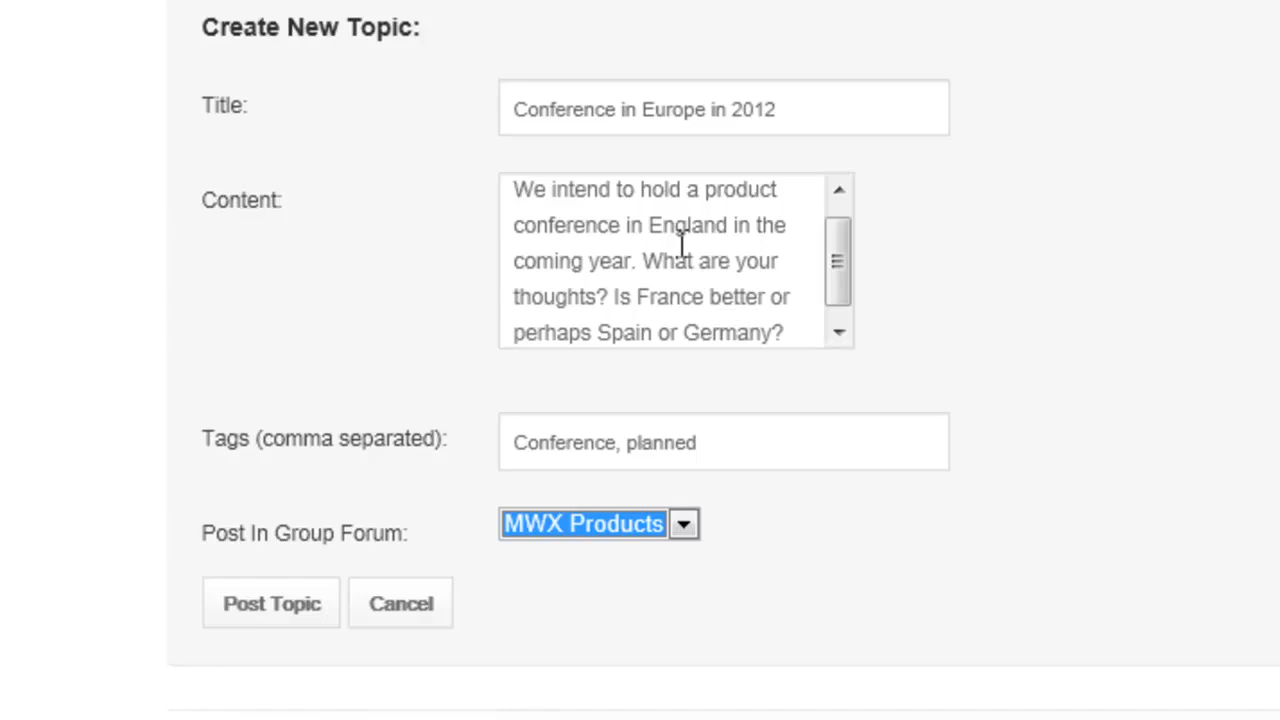 Create New Topic:
Title:
Conference in Europe in 2012
Content:
We intend to hold a product
conference in England in the
coming year. What are your
thoughts? Is France better or
perhaps Spain or Germany?
Tags (comma separated):
Conference, planned
Post In Group Forum:
MWX Products
Post Topic
Cancel